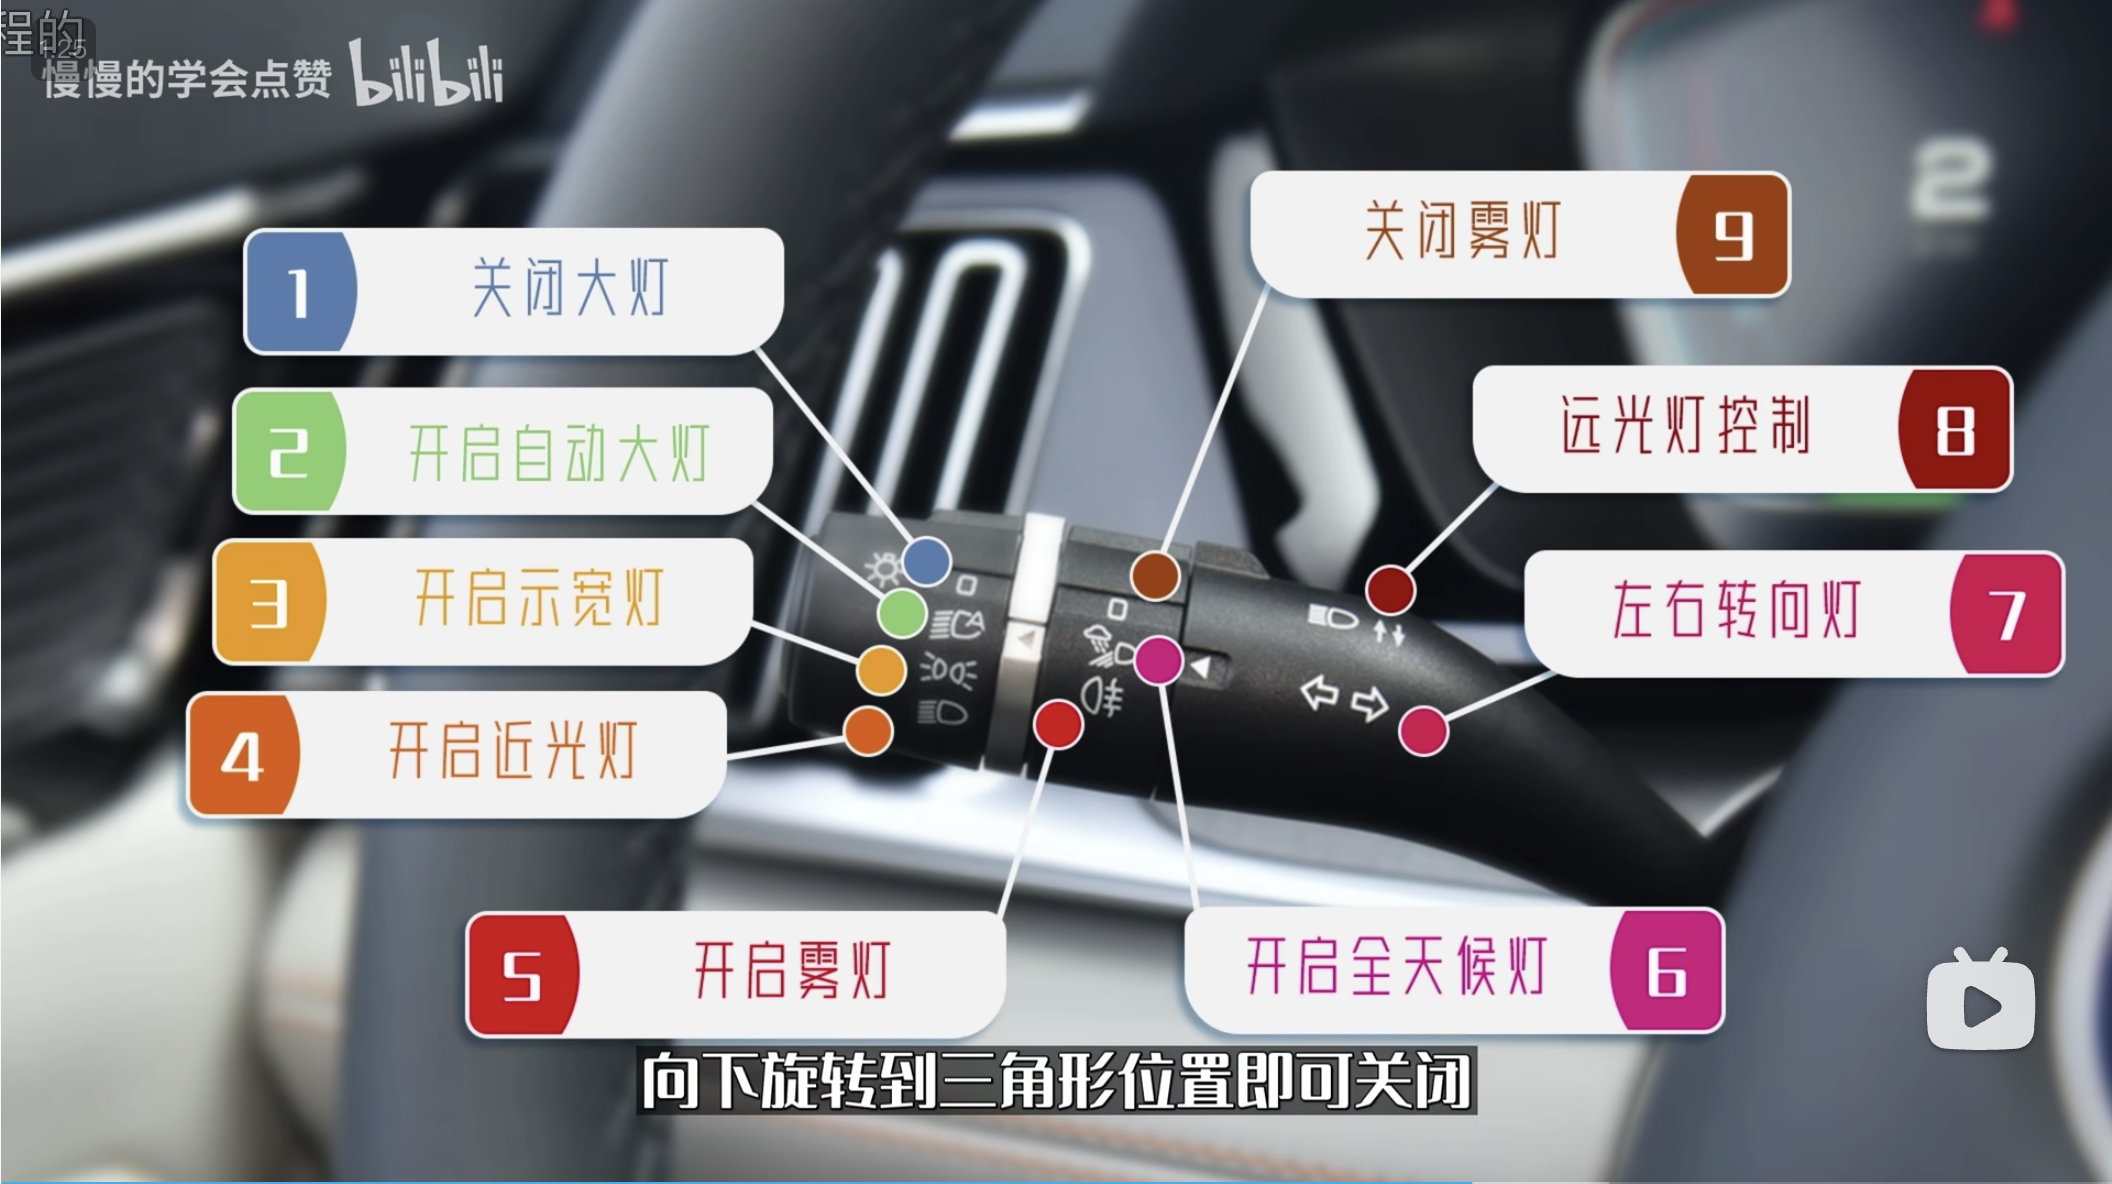 程的
1:25
慢慢的学会点赞 bilibili
2
关闭雾灯 9
1 关闭大灯
远光灯控制 8
2 开启自动大灯
3 开启示宽灯
左右转向灯 7
4 开启近光灯
5 开启雾灯
开启全天候灯 6
向下旋转到三角形位置即可关闭